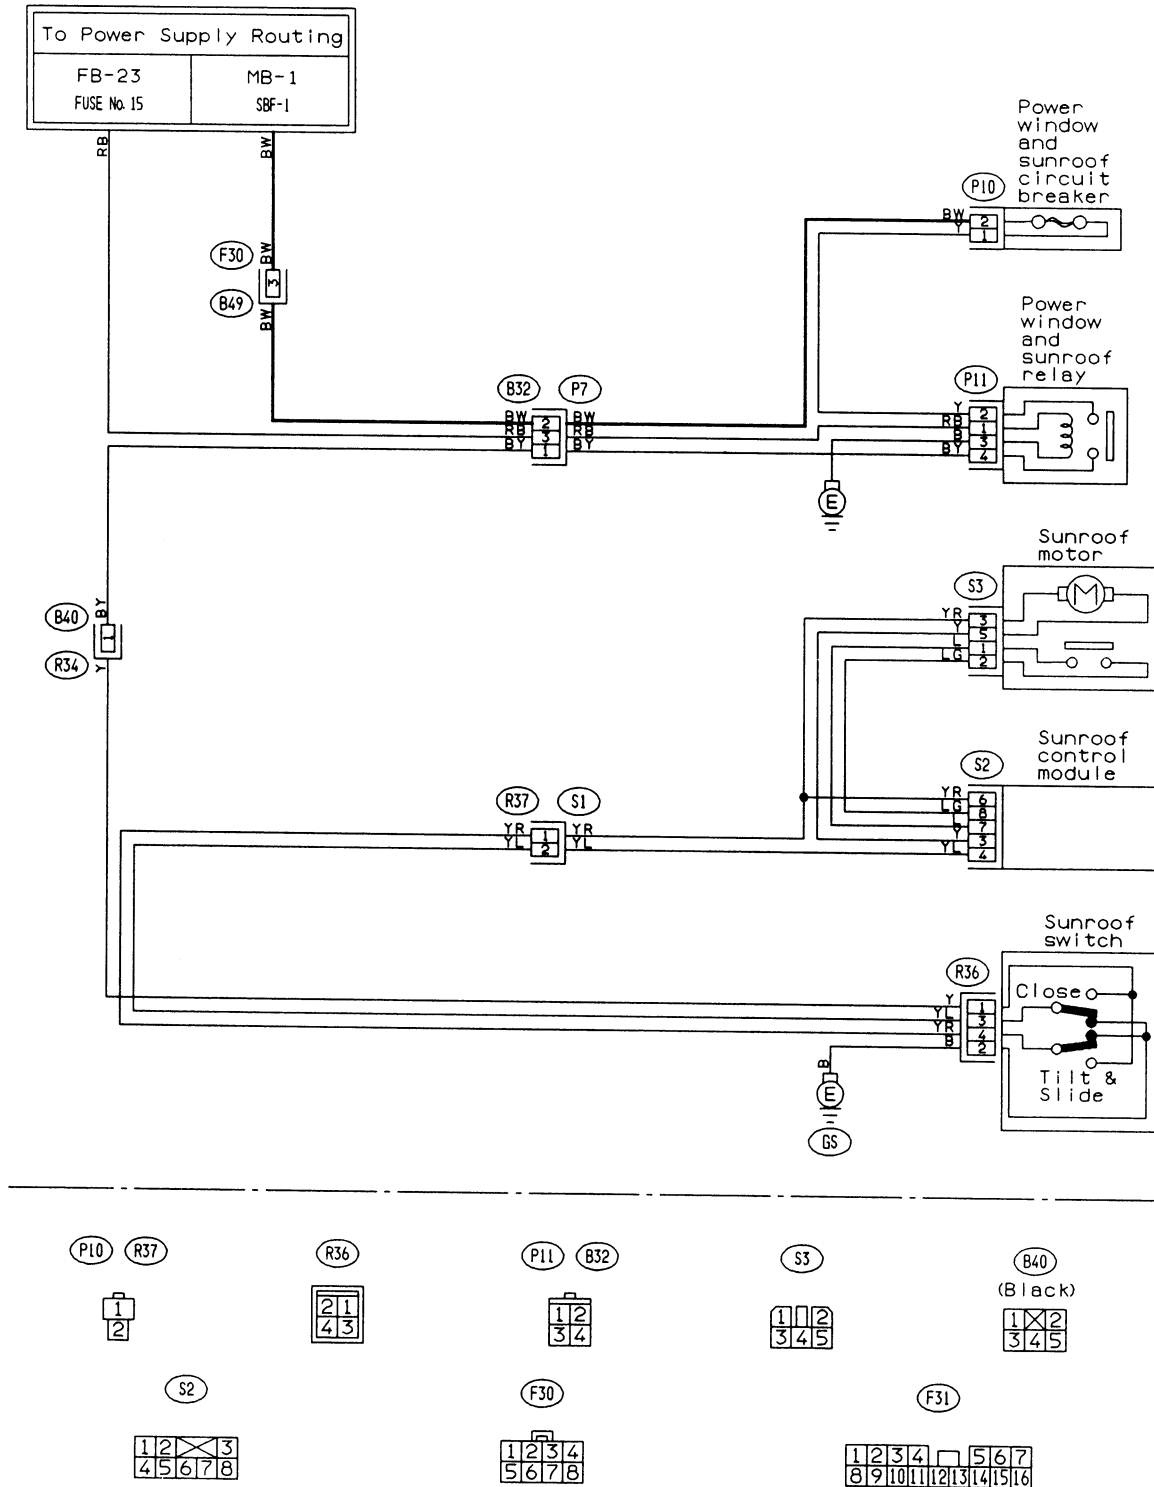 To Power Supply Routing
FB-23
FUSE No. 15
MB-1
SBF-1
RB
BW
F30
BW
3
B49
BW
Power
window
and
sunroof
circuit
breaker
P10
BW
Y
2
1
Power
window
and
sunroof
relay
P11
Y
RB
B
BY
2
1
3
4
B32
P7
BW
RB
BY
2
3
1
BW
RB
BY
E
B40
BY
1
R34
Y
Sunroof
motor
M
S3
YR
Y
L
LG
3
5
1
2
Sunroof
control
module
S2
YR
LG
L
Y
YL
6
8
7
3
4
R37
S1
YR
YL
1
2
YR
YL
Sunroof
switch
R36
Y
YL
YR
B
1
3
4
2
Close
Tilt &
Slide
B
E
GS
P10 R37
1
2
R36
2 1
4 3
P11 B32
1 2
3 4
S3
1 2
3 4 5
B40
(Black)
1 2
3 4 5
S2
1 2 3
4 5 6 7 8
F30
1 2 3 4
5 6 7 8
F31
1 2 3 4 5 6 7
8 9 10 11 12 13 14 15 16